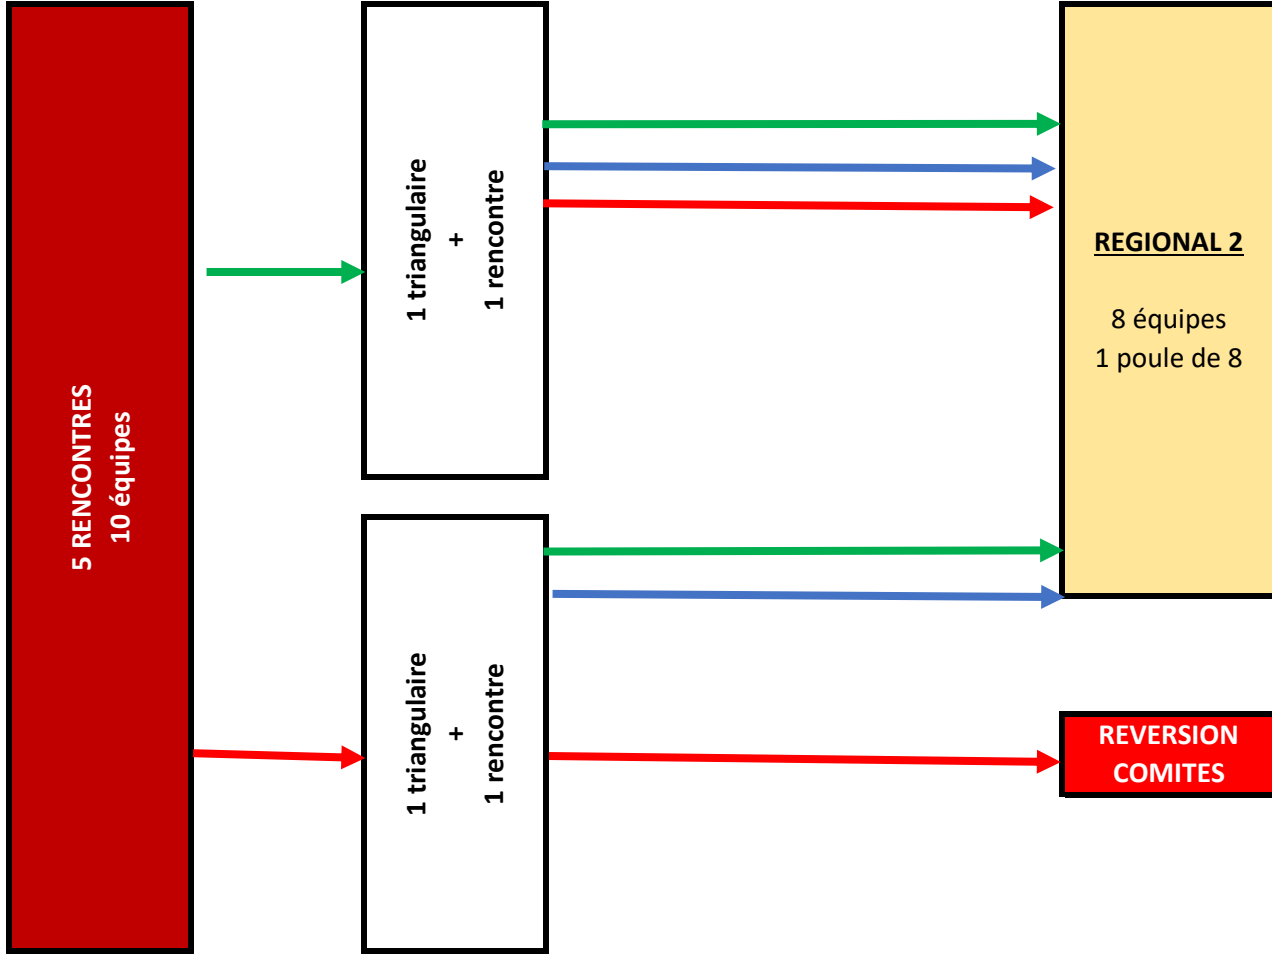 5 RENCONTRES
10 équipes
1 triangulaire
+
1 rencontre
1 triangulaire
+
1 rencontre
REGIONAL 2
8 équipes
1 poule de 8
REVERSION
COMITES